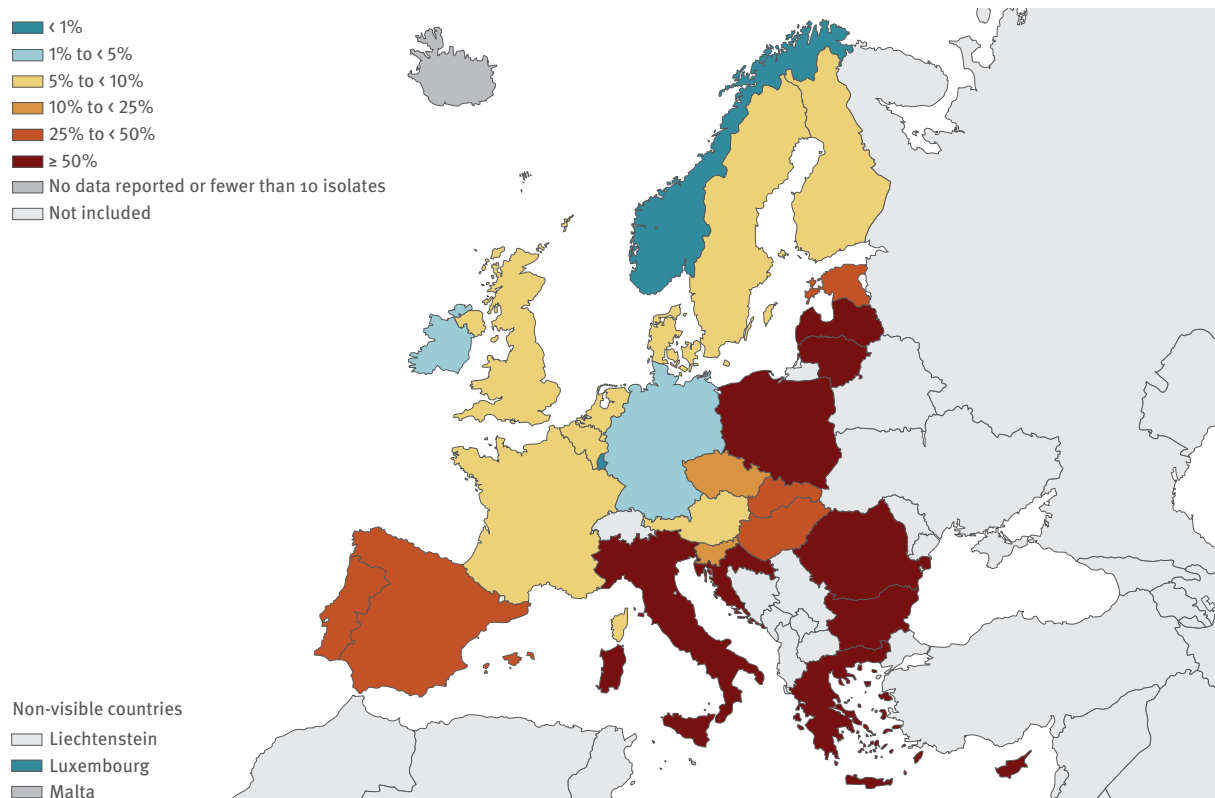 < 1%
1% to < 5%
5% to < 10%
10% to < 25%
25% to < 50%
≥ 50%
No data reported or fewer than 10 isolates
Not included
Non-visible countries
Liechtenstein
Luxembourg
Malta